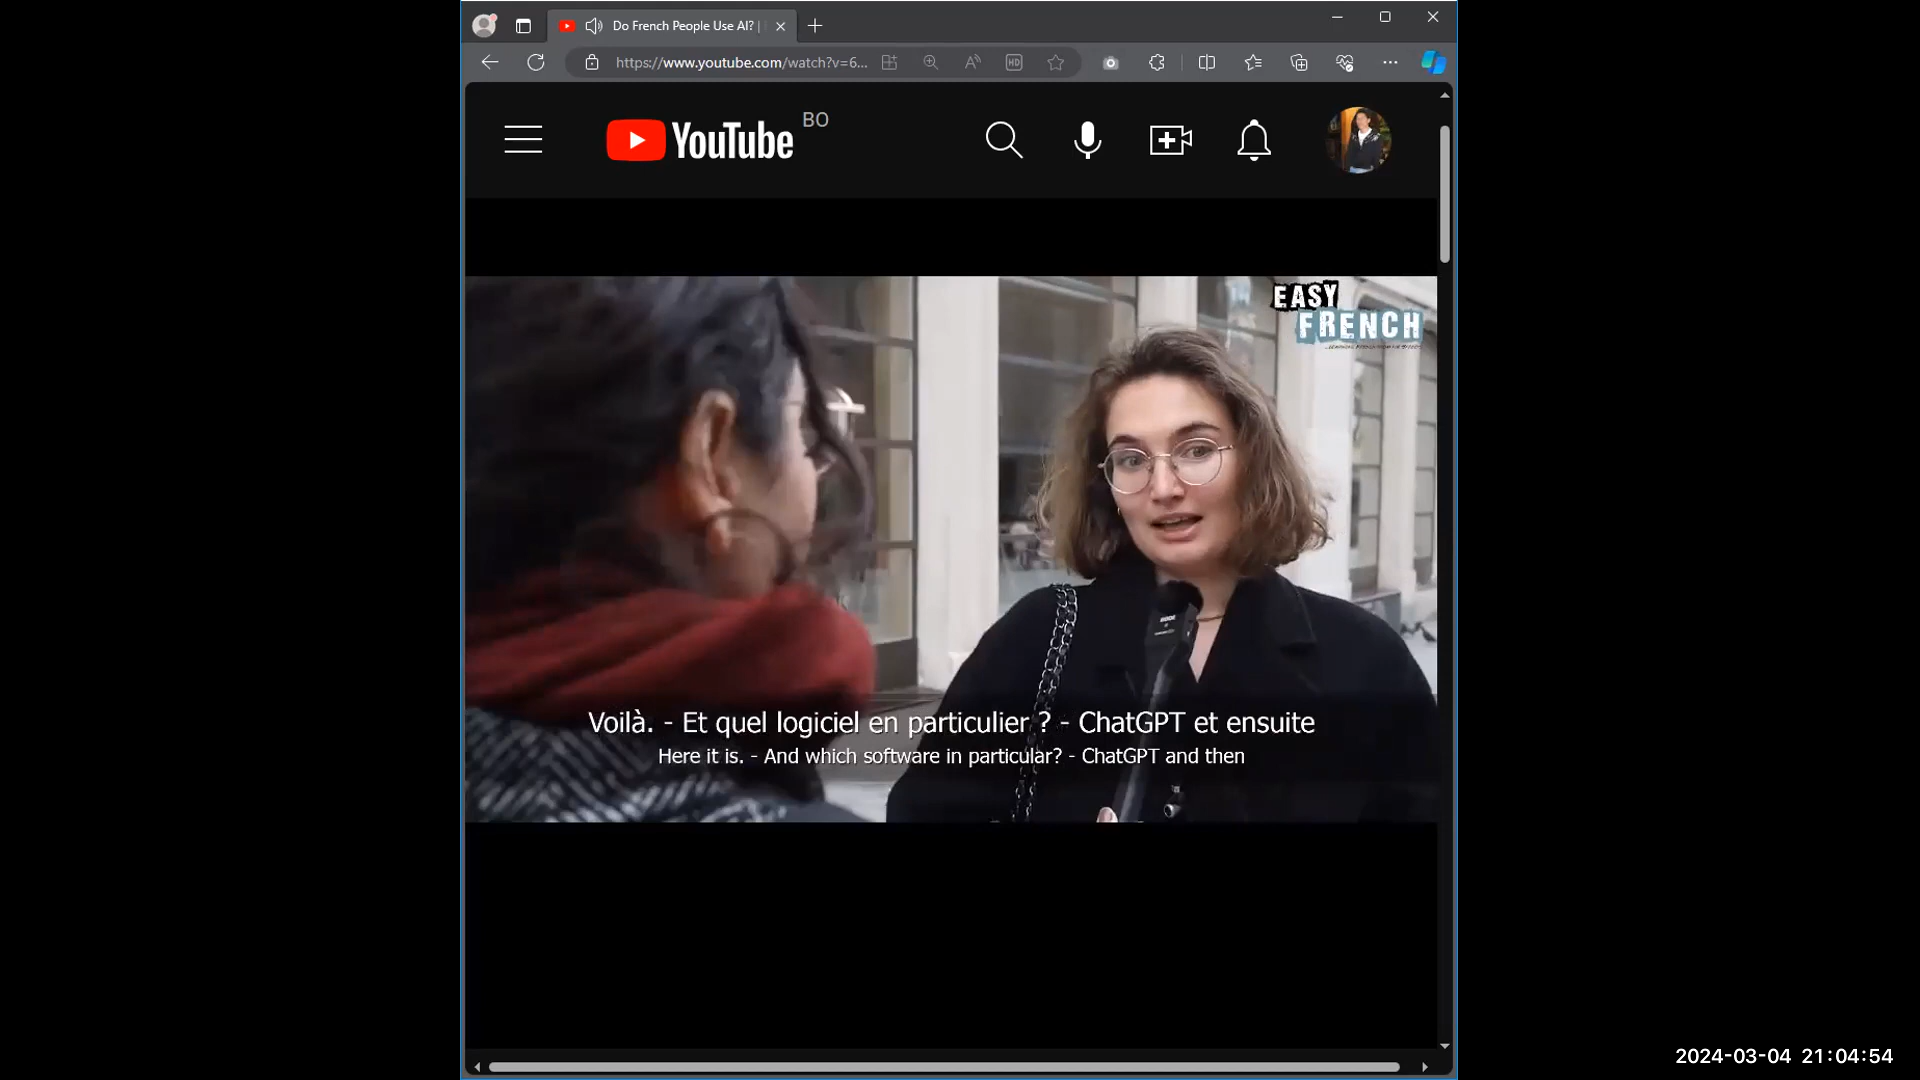 Do French People Use AI? |
https://www.youtube.com/watch?v=6...
HD
YouTube BO
EASY
FRENCH
Voilà. - Et quel logiciel en particulier ? - ChatGPT et ensuite
Here it is. - And which software in particular? - ChatGPT and then
2024-03-04 21:04:54